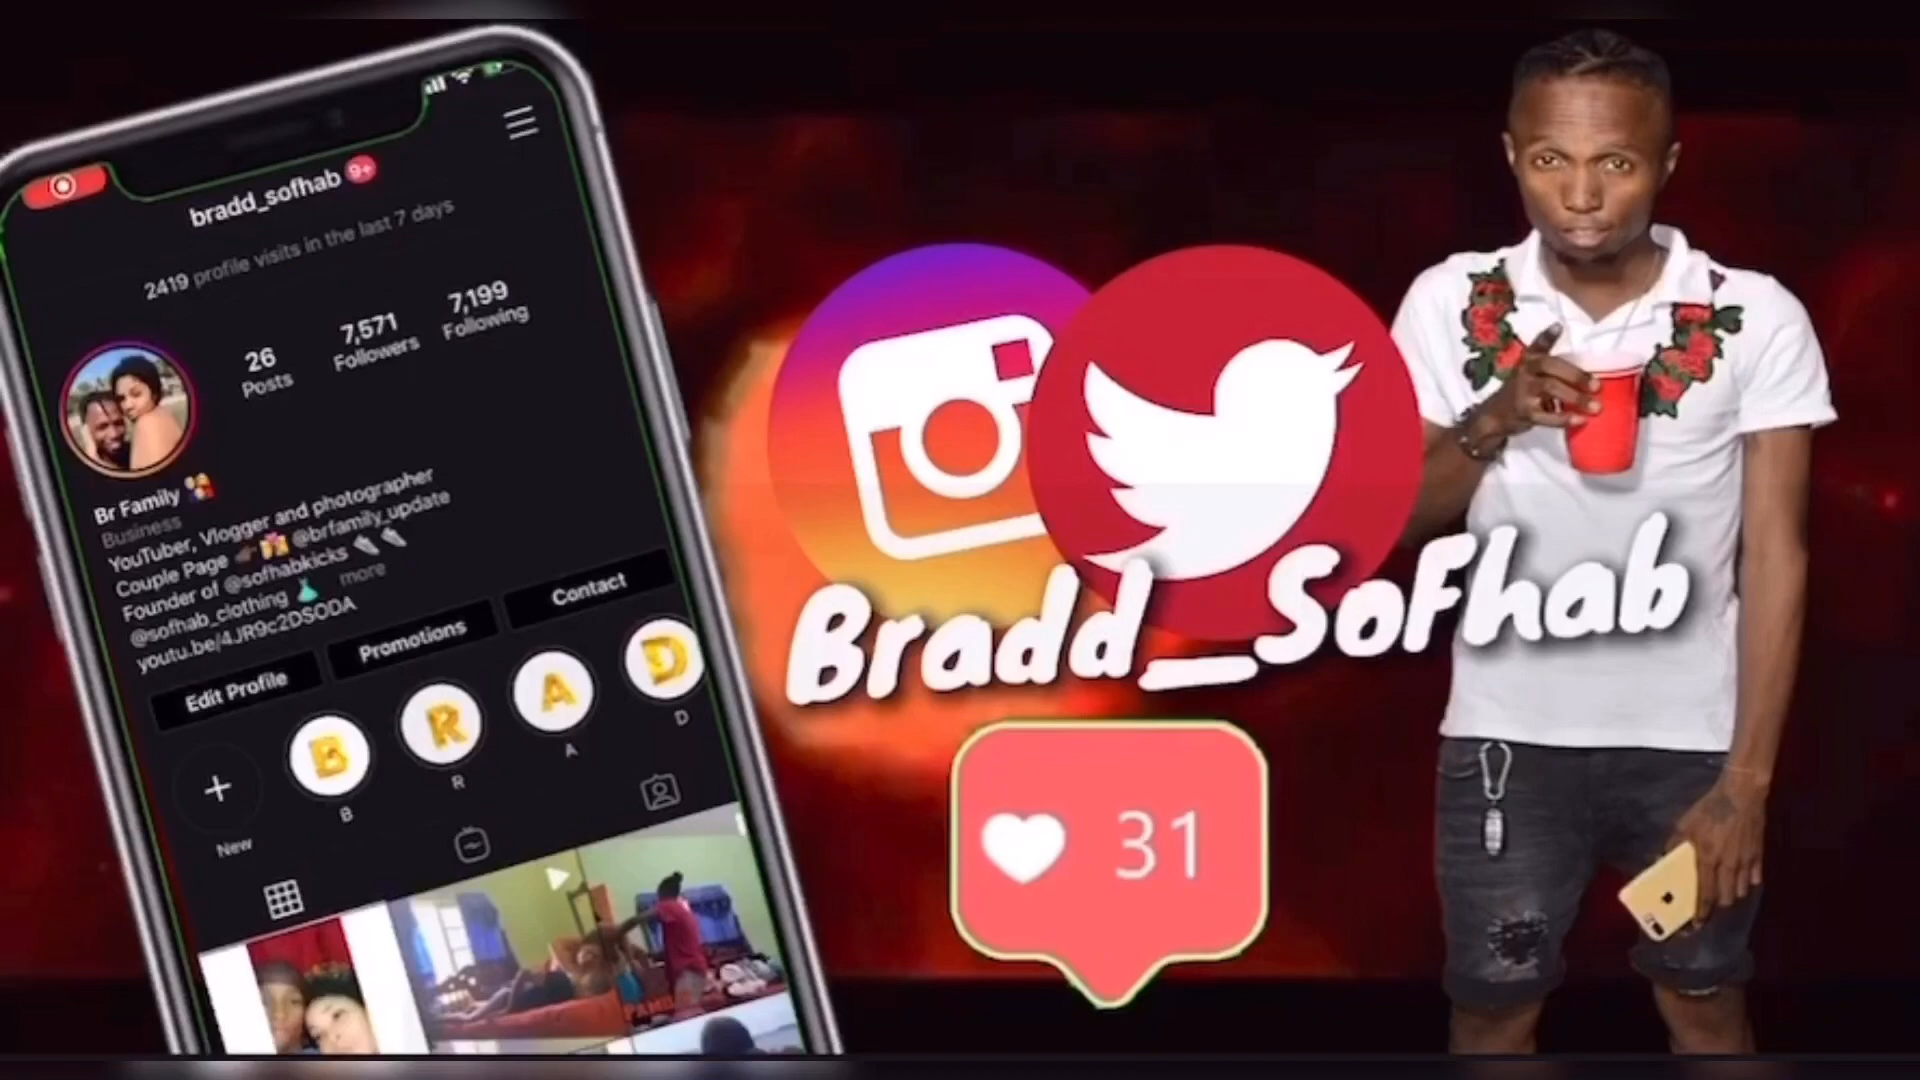 bradd_sofhab 9+
2419 profile visits in the last 7 days
26 Posts
7,571 Followers
7,199 Following
Br Family
Business
YouTuber, Vlogger and photographer
Couple Page @brfamily_update
Founder of @sofhabkicks
@sofhab_clothing more
youtu.be/4JR9c2DSODA
Edit Profile
Promotions
Contact
B
R
A
D
New
B
R
A
D
FAMILY
Bradd__SoFhab
31